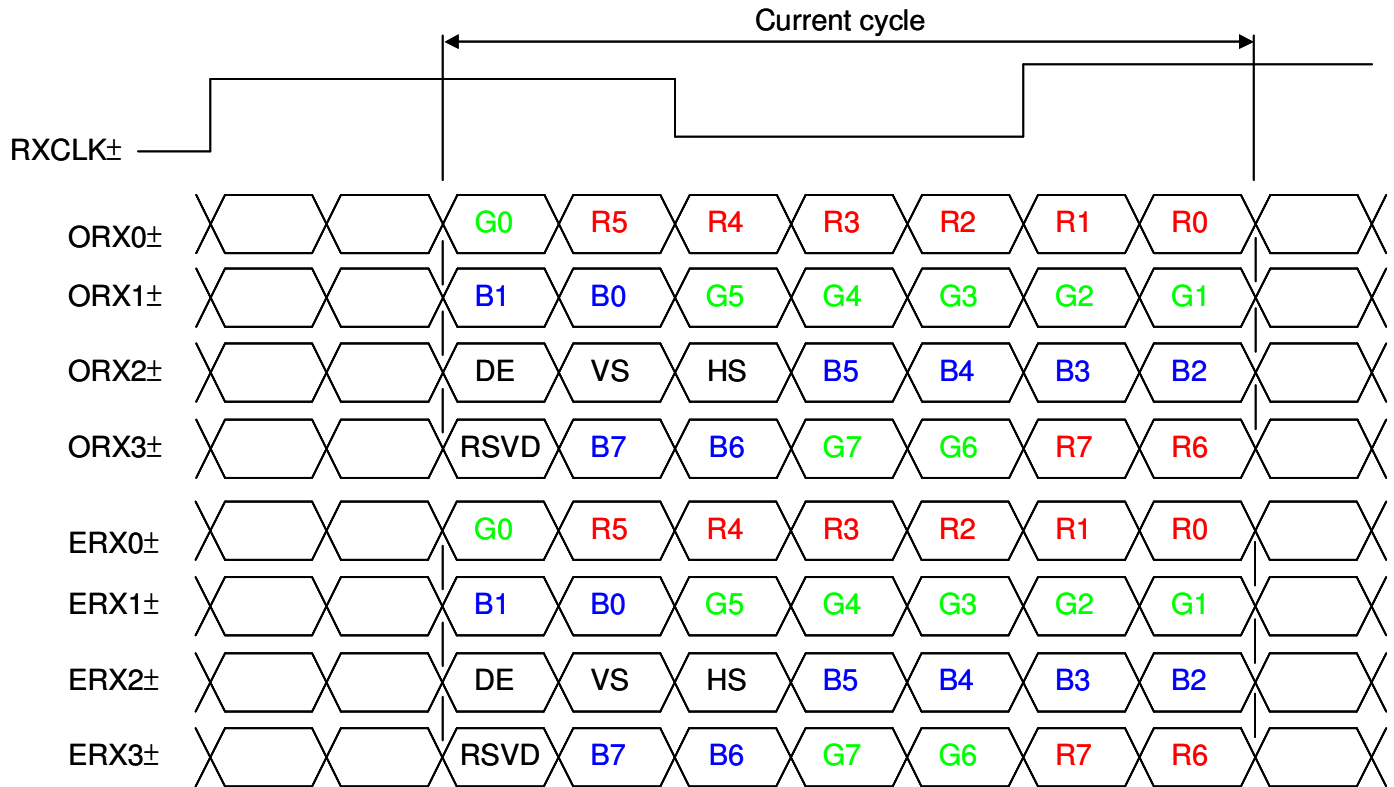 Current cycle
RXCLK±
ORX0± G0 R5 R4 R3 R2 R1 R0
ORX1± B1 B0 G5 G4 G3 G2 G1
ORX2± DE VS HS B5 B4 B3 B2
ORX3± RSVD B7 B6 G7 G6 R7 R6
ERX0± G0 R5 R4 R3 R2 R1 R0
ERX1± B1 B0 G5 G4 G3 G2 G1
ERX2± DE VS HS B5 B4 B3 B2
ERX3± RSVD B7 B6 G7 G6 R7 R6